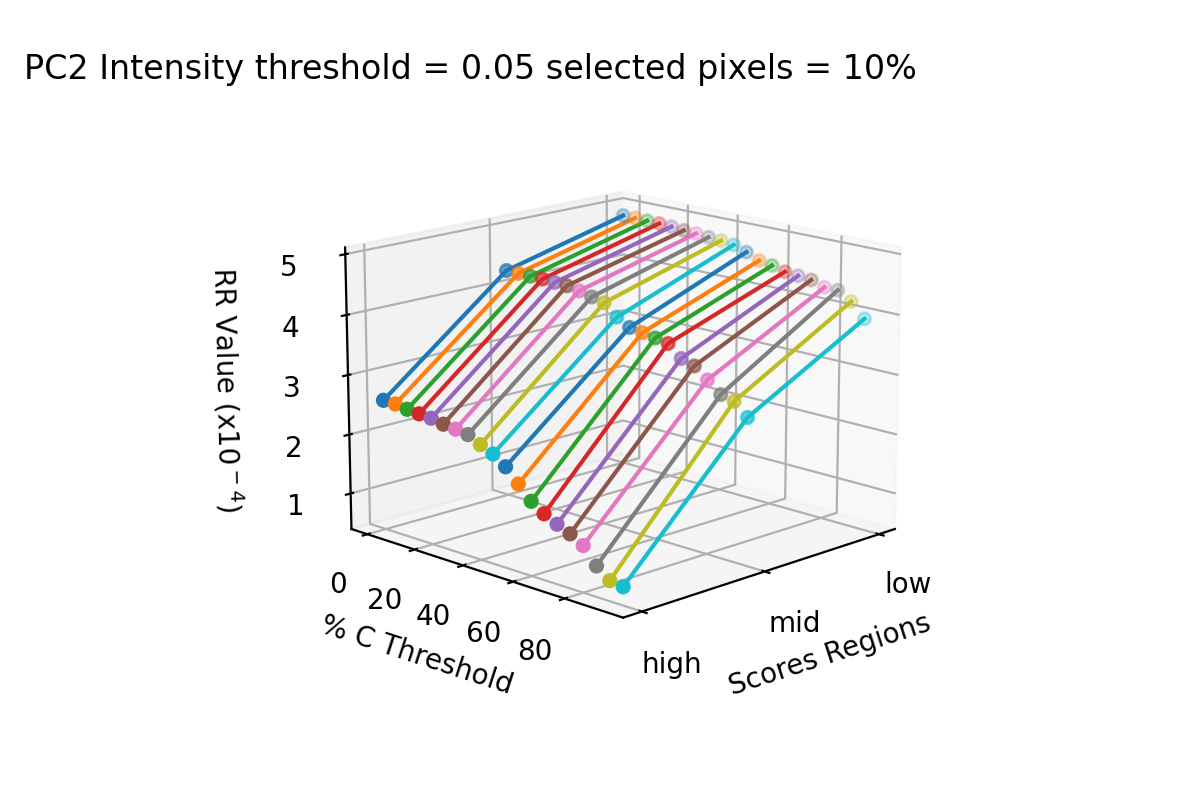 PC2 Intensity threshold = 0.05 selected pixels = 10%
5
4
3
2
1
RR Value (x10⁻⁴)
0
20
40
60
80
% C Threshold
high
mid
low
Scores Regions